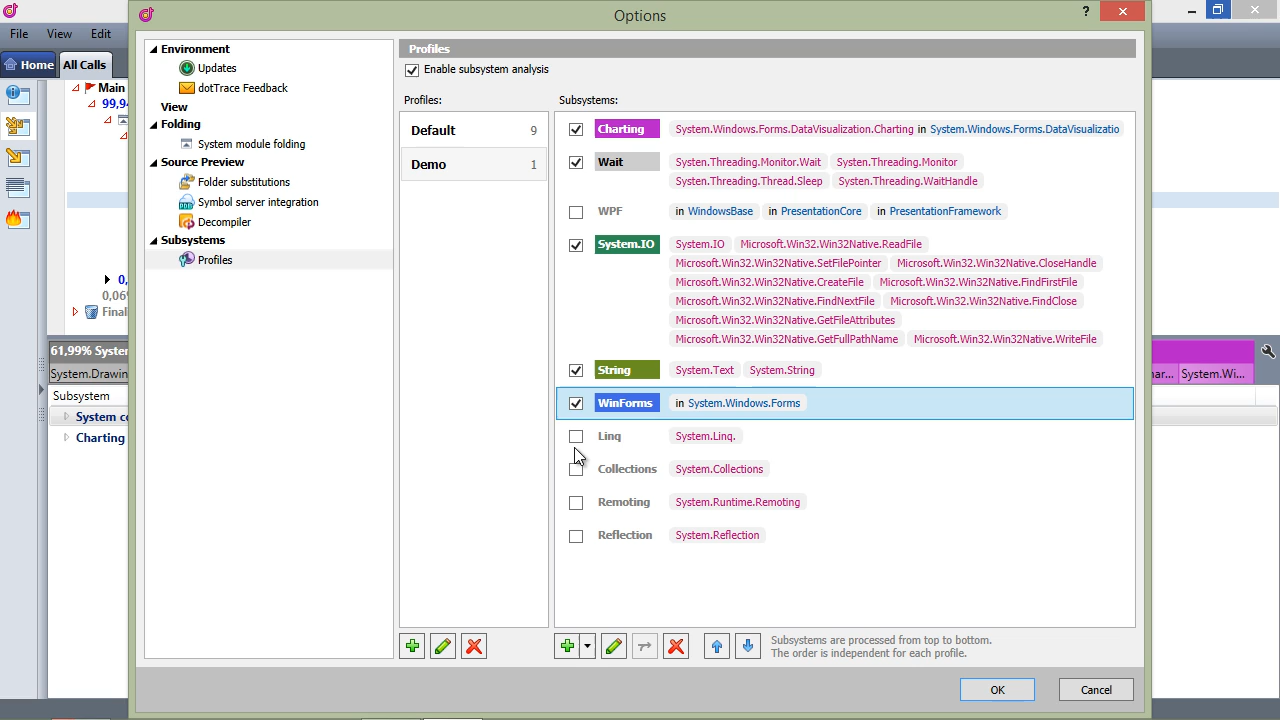 Options
?
File View Edit
Home All Calls
Main
99,94
0,
0,069
Final
61,99% System
System.Drawin
Subsystem
System co
Charting
Environment
Updates
dotTrace Feedback
View
Folding
System module folding
Source Preview
Folder substitutions
Symbol server integration
Decompiler
Subsystems
Profiles
Profiles
Enable subsystem analysis
Profiles:
Default 9
Demo 1
Subsystems:
Charting System.Windows.Forms.DataVisualization.Charting in System.Windows.Forms.DataVisualizatio
Wait Systen.Threading.Monitor.Wait Systen.Threading.Monitor
Systen.Threading.Thread.Sleep Systen.Threading.WaitHandle
WPF in WindowsBase in PresentationCore in PresentationFramework
System.IO System.IO Microsoft.Win32.Win32Native.ReadFile
Microsoft.Win32.Win32Native.SetFilePointer Microsoft.Win32.Win32Native.CloseHandle
Microsoft.Win32.Win32Native.CreateFile Microsoft.Win32.Win32Native.FindFirstFile
Microsoft.Win32.Win32Native.FindNextFile Microsoft.Win32.Win32Native.FindClose
Microsoft.Win32.Win32Native.GetFileAttributes
Microsoft.Win32.Win32Native.GetFullPathName Microsoft.Win32.Win32Native.WriteFile
String System.Text System.String
WinForms in System.Windows.Forms
Linq System.Linq.
Collections System.Collections
Remoting System.Runtime.Remoting
Reflection System.Reflection
Subsystems are processed from top to bottom.
The order is independent for each profile.
OK Cancel
ar... System.Wi...